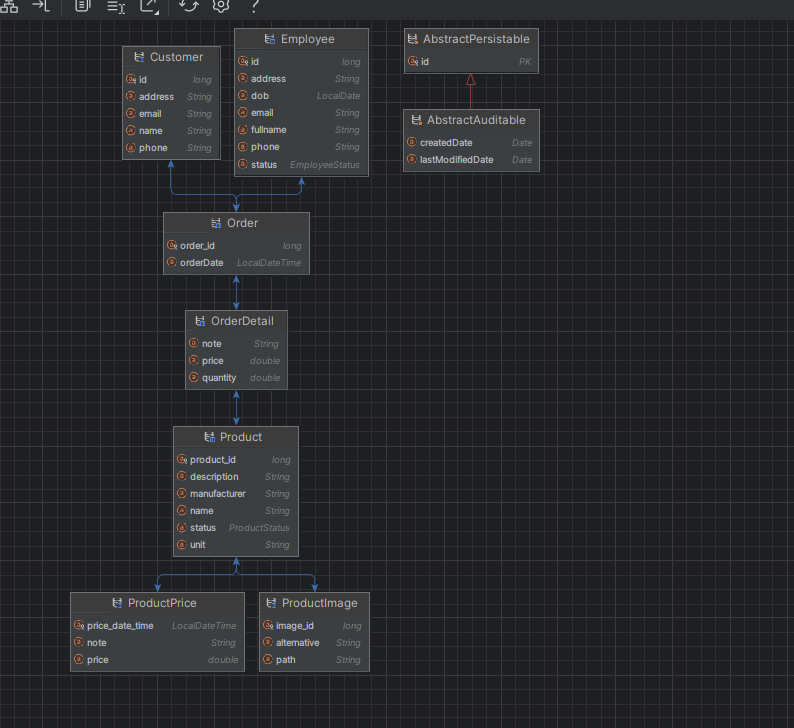 Customer
id long
address String
email String
name String
phone String
Employee
id long
address String
dob LocalDate
email String
fullname String
phone String
status EmployeeStatus
AbstractPersistable
id PK
AbstractAuditable
createdDate Date
lastModifiedDate Date
Order
order_id long
orderDate LocalDateTime
OrderDetail
note String
price double
quantity double
Product
product_id long
description String
manufacturer String
name String
status ProductStatus
unit String
ProductPrice
price_date_time LocalDateTime
note String
price double
ProductImage
image_id long
alternative String
path String